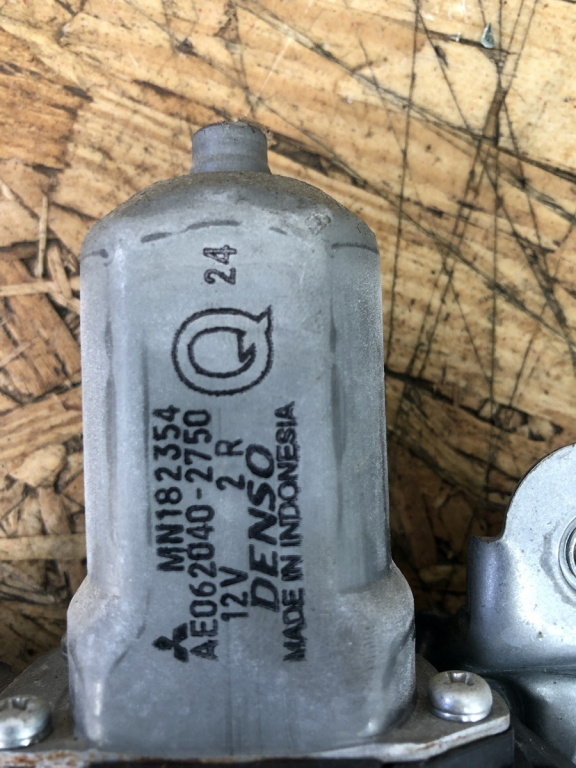 MN182354
AE062040-2750
12V 2 R
DENSO
MADE IN INDONESIA
Q 24